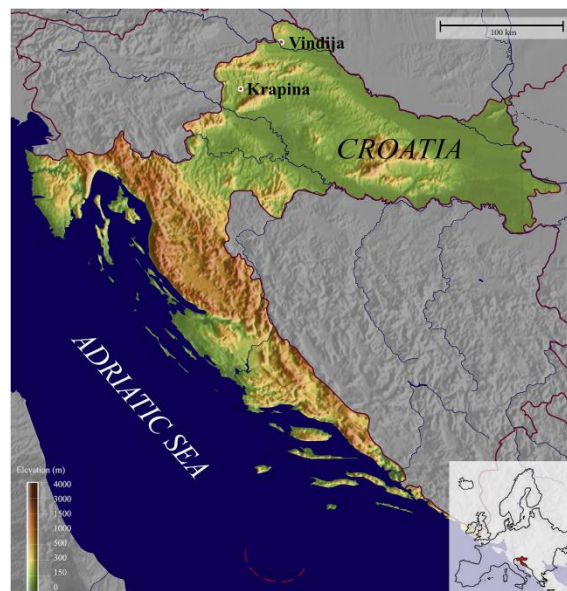 100 km
Vindija
Krapina
CROATIA
ADRIATIC SEA
Elevation (m)
4000
3000
1500
1000
500
300
150
0